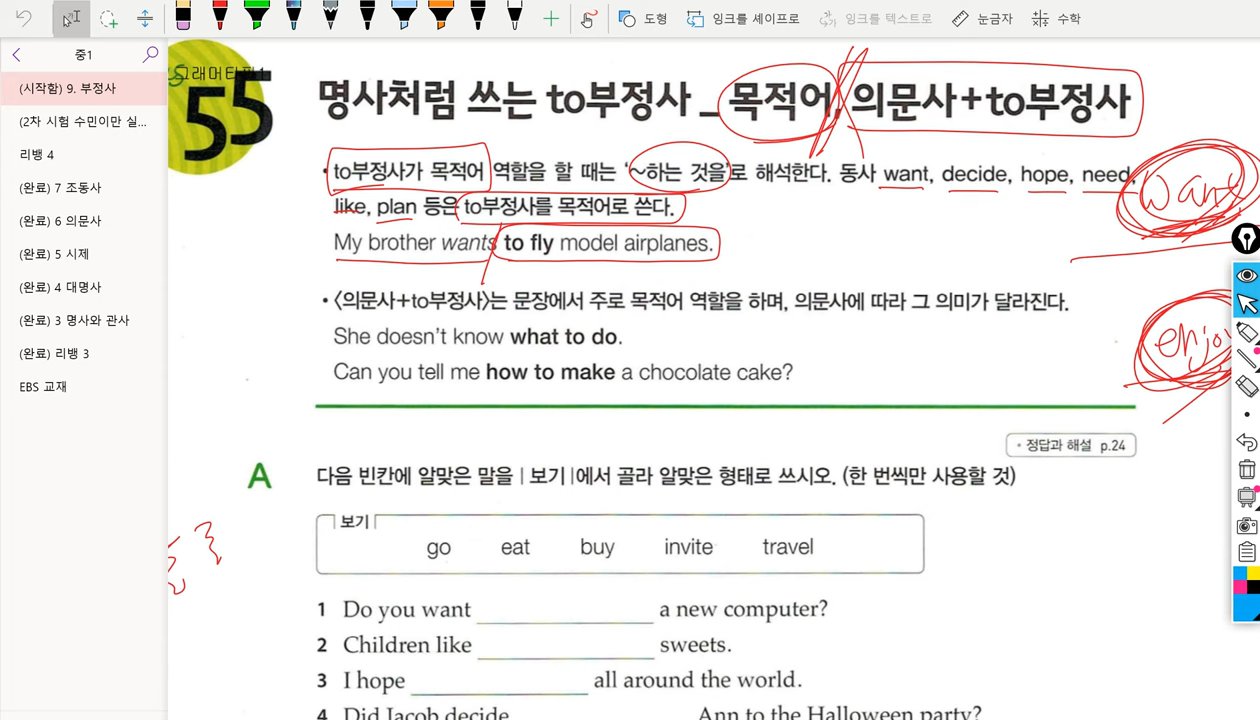 도형 잉크를 셰이프로 잉크를 텍스트로 눈금자 수학
중1
(시작함) 9. 부정사
(2차 시험 수민이만 실...
리뱅 4
(완료) 7 조동사
(완료) 6 의문사
(완료) 5 시제
(완료) 4 대명사
(완료) 3 명사와 관사
(완료) 리뱅 3
EBS 교재
55
명사처럼 쓰는 to부정사 _ 목적어, 의문사+to부정사
• to부정사가 목적어 역할을 할 때는 '~하는 것을'로 해석한다. 동사 want, decide, hope, need,
like, plan 등은 to부정사를 목적어로 쓴다.
want
My brother wants to fly model airplanes.
• 〈의문사+to부정사〉는 문장에서 주로 목적어 역할을 하며, 의문사에 따라 그 의미가 달라진다.
She doesn't know what to do.
enjoy
Can you tell me how to make a chocolate cake?
• 정답과 해설 p.24
A 다음 빈칸에 알맞은 말을 | 보기 |에서 골라 알맞은 형태로 쓰시오. (한 번씩만 사용할 것)
보기
go eat buy invite travel
1 Do you want ____ a new computer?
2 Children like ____ sweets.
3 I hope ____ all around the world.
4 Did Jacob decide ____ Ann to the Halloween party?